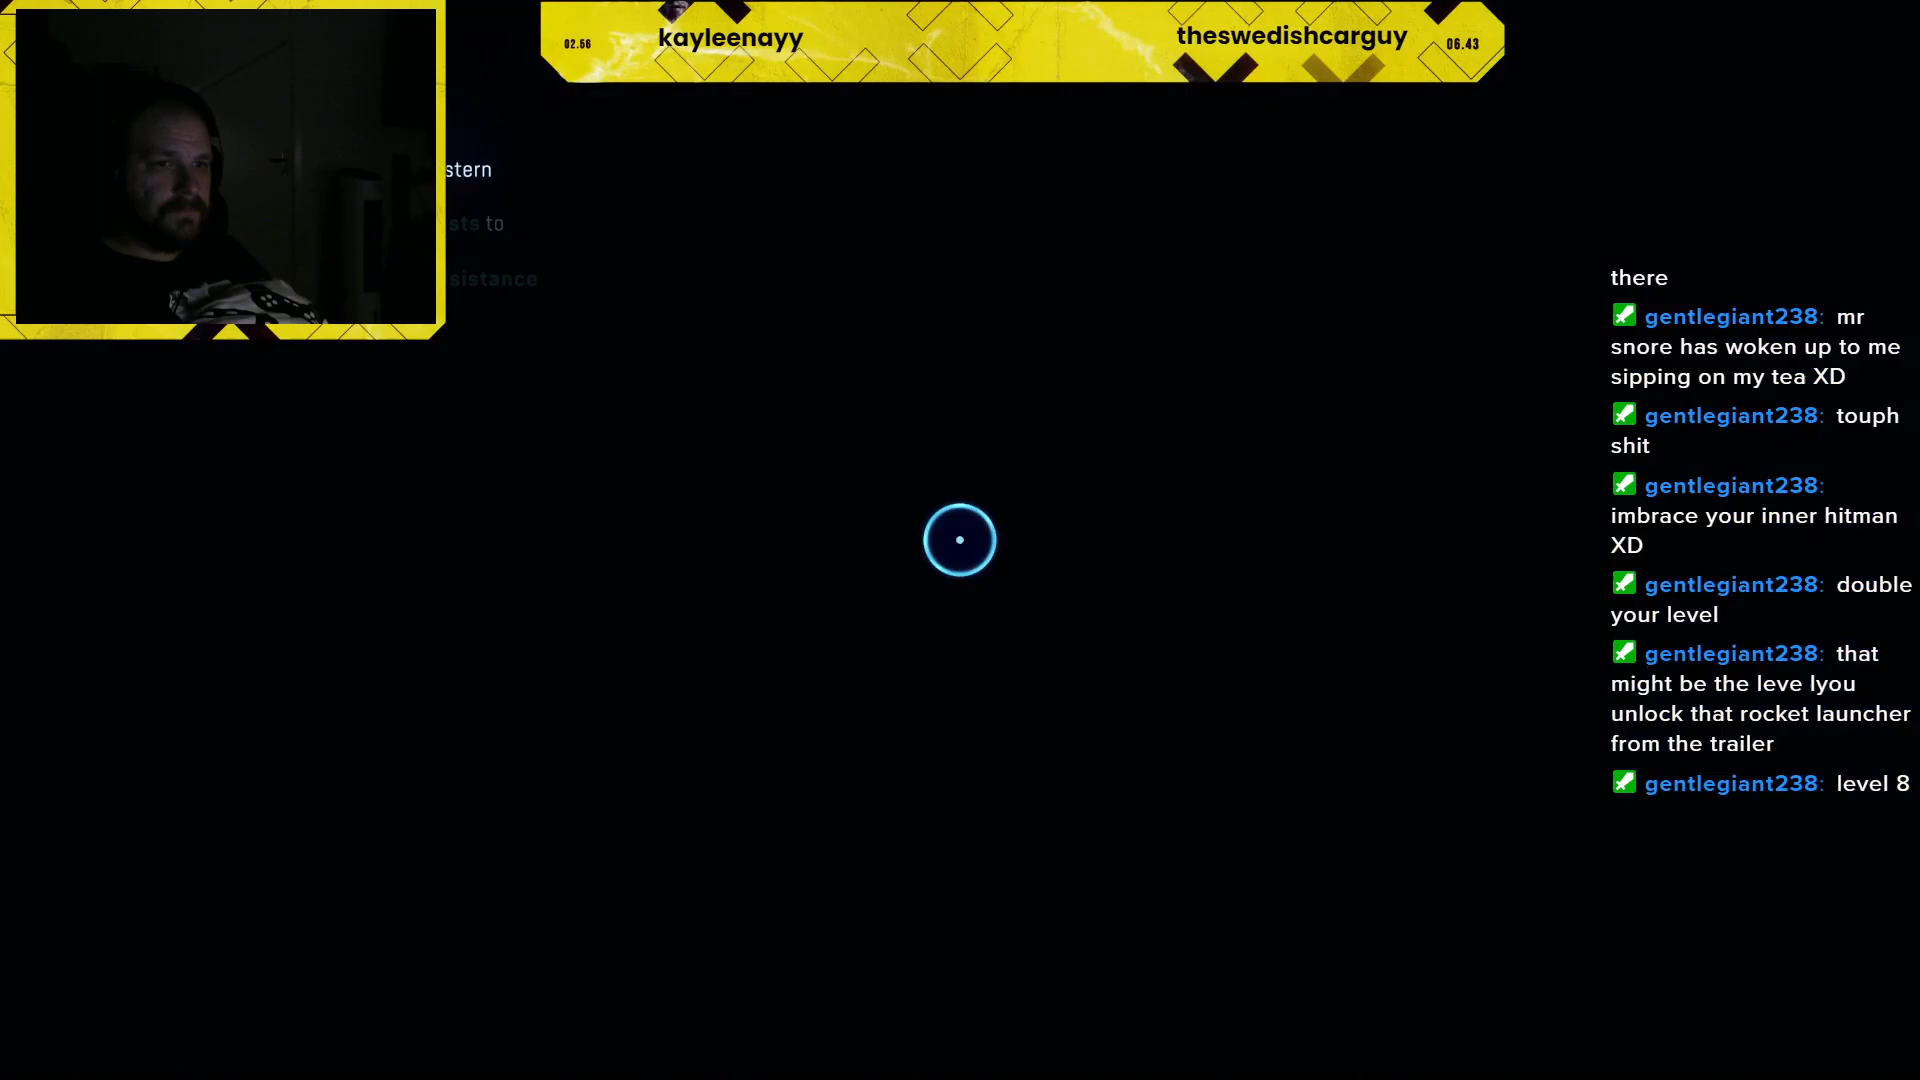 02.56
kayleenayy
theswedishcarguy
06.43
stern
sts to
sistance
there
gentlegiant238: mr
snore has woken up to me
sipping on my tea XD
gentlegiant238: touph
shit
gentlegiant238:
imbrace your inner hitman
XD
gentlegiant238: double
your level
gentlegiant238: that
might be the leve lyou
unlock that rocket launcher
from the trailer
gentlegiant238: level 8